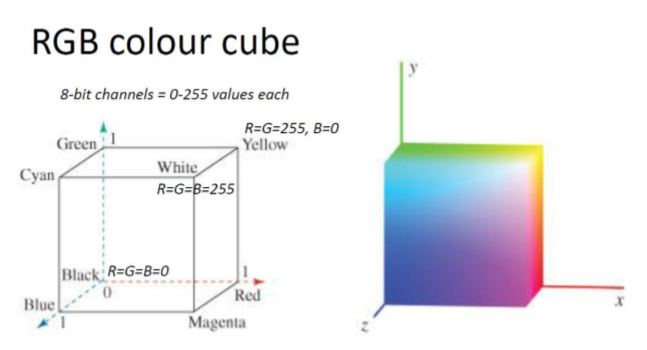 RGB colour cube
8-bit channels = 0-255 values each
R=G=255, B=0
Green 1
Yellow
Cyan
White
R=G=B=255
Black R=G=B=0
0
1
Red
Blue
1
Magenta
y
x
z